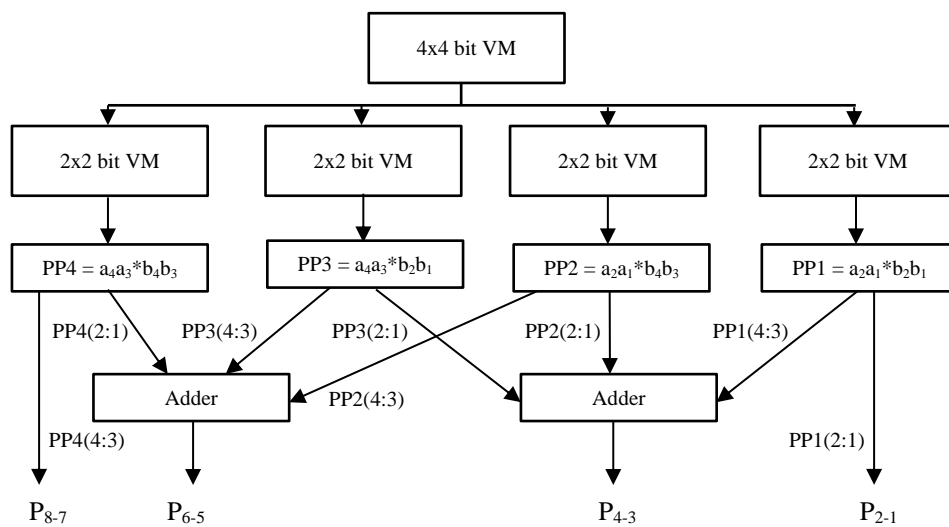 4x4 bit VM
2x2 bit VM
2x2 bit VM
2x2 bit VM
2x2 bit VM
PP4 = a₄a₃*b₄b₃
PP3 = a₄a₃*b₂b₁
PP2 = a₂a₁*b₄b₃
PP1 = a₂a₁*b₂b₁
PP4(2:1)
PP3(4:3)
PP3(2:1)
PP2(2:1)
PP1(4:3)
Adder
PP2(4:3)
Adder
PP4(4:3)
PP1(2:1)
P₈₋₇
P₆₋₅
P₄₋₃
P₂₋₁